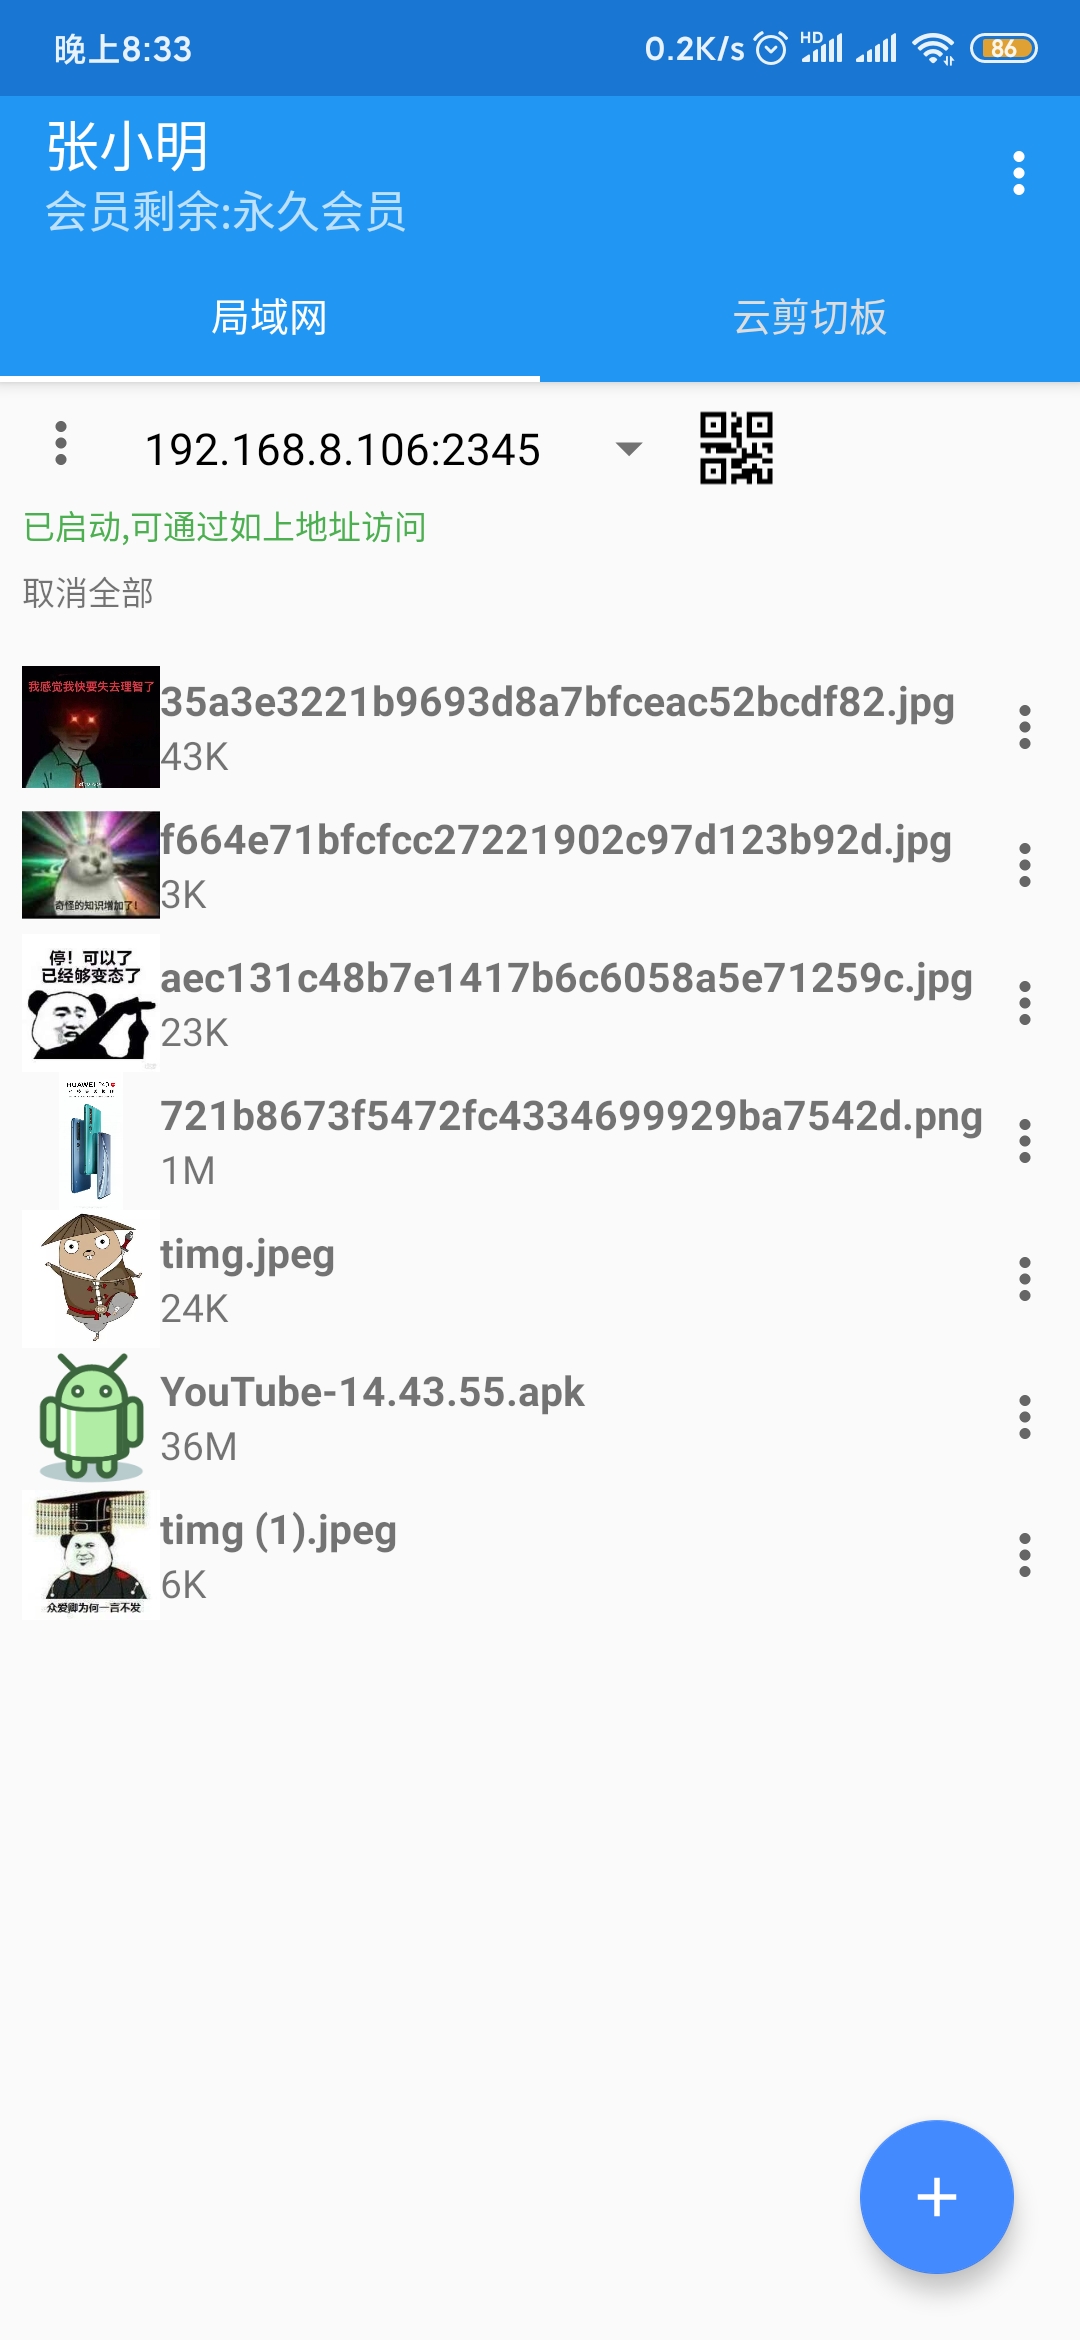 晚上8:33
0.2K/s HD 86
张小明
会员剩余:永久会员
局域网
云剪切板
192.168.8.106:2345
已启动,可通过如上地址访问
取消全部
我感觉我快要失去理智了
35a3e3221b9693d8a7bfceac52bcdf82.jpg
43K
f664e71bfcfcc27221902c97d123b92d.jpg
奇怪的知识增加了!
3K
停!可以了
已经够变态了
aec131c48b7e1417b6c6058a5e71259c.jpg
23K
HUAWEI
721b8673f5472fc4334699929ba7542d.png
1M
timg.jpeg
24K
YouTube-14.43.55.apk
36M
timg (1).jpeg
6K
众爱卿为何一言不发